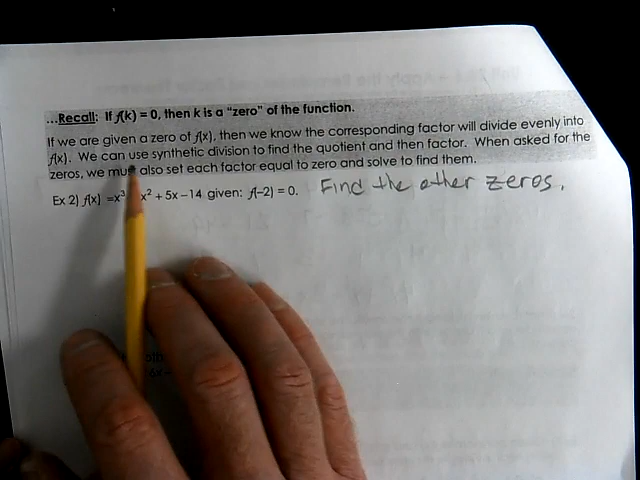 ...Recall: If f(k) = 0, then k is a "zero" of the function.
If we are given a zero of f(x), then we know the corresponding factor will divide evenly into
f(x). We can use synthetic division to find the quotient and then factor. When asked for the
zeros, we must also set each factor equal to zero and solve to find them.
Ex 2) f(x) =x³ x² + 5x – 14 given: f(–2) = 0. Find the other zeros.